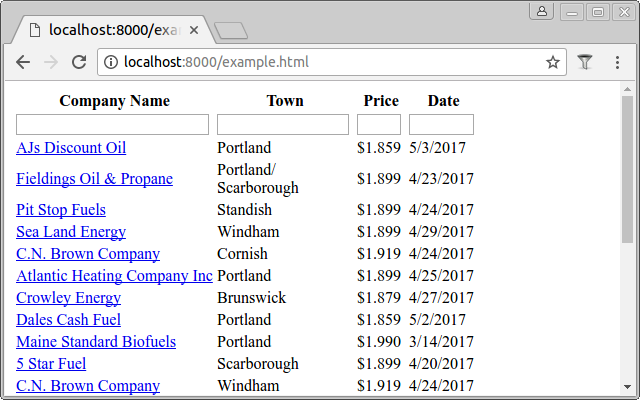 localhost:8000/exa
localhost:8000/example.html
Company Name Town Price Date
AJs Discount Oil Portland $1.859 5/3/2017
Fieldings Oil & Propane Portland/ Scarborough $1.899 4/23/2017
Pit Stop Fuels Standish $1.899 4/24/2017
Sea Land Energy Windham $1.899 4/29/2017
C.N. Brown Company Cornish $1.919 4/24/2017
Atlantic Heating Company Inc Portland $1.899 4/25/2017
Crowley Energy Brunswick $1.879 4/27/2017
Dales Cash Fuel Portland $1.859 5/2/2017
Maine Standard Biofuels Portland $1.990 3/14/2017
5 Star Fuel Scarborough $1.899 4/20/2017
C.N. Brown Company Windham $1.919 4/24/2017